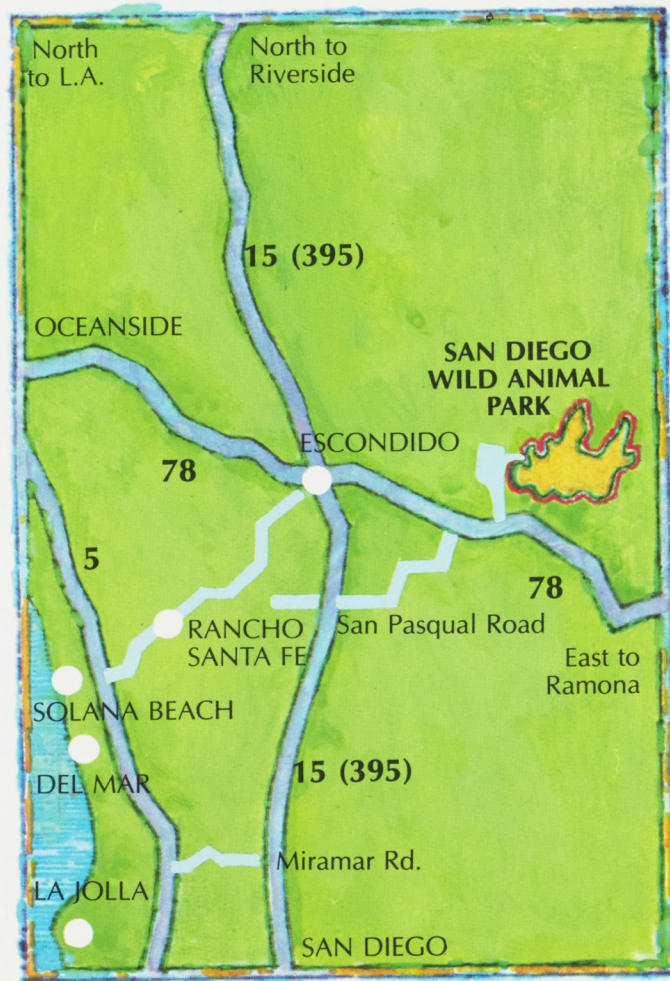 North
to L.A.
North to
Riverside
15 (395)
OCEANSIDE
SAN DIEGO
WILD ANIMAL
PARK
ESCONDIDO
78
5
78
RANCHO
SANTA FE
San Pasqual Road
East to
Ramona
SOLANA BEACH
DEL MAR
15 (395)
Miramar Rd.
LA JOLLA
SAN DIEGO